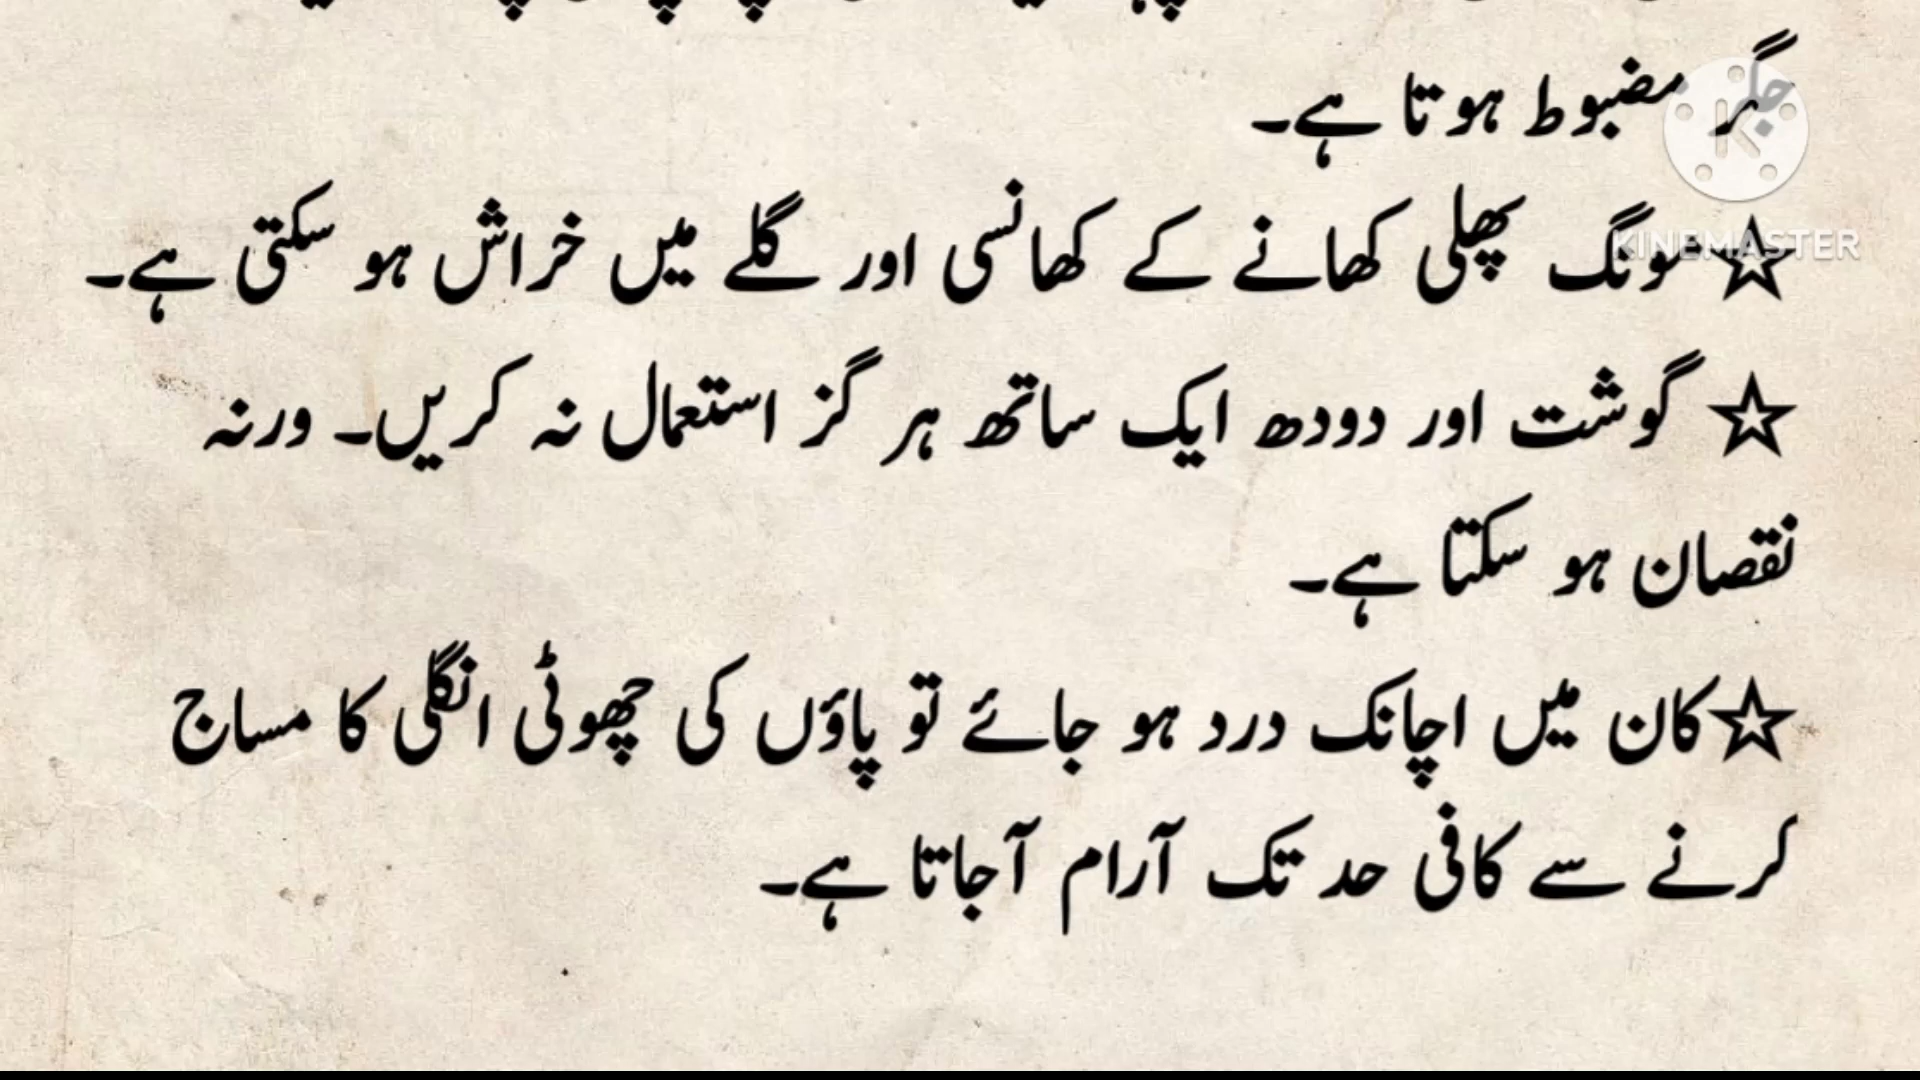 جگر مضبوط ہوتا ہے۔
KINEMASTER
☆مونگ پھلی کھانے کے کھانسی اور گلے میں خراش ہو سکتی ہے۔
☆ گوشت اور دودھ ایک ساتھ ہر گز استعمال نہ کریں۔ ورنہ
نقصان ہو سکتا ہے۔
☆کان میں اچانک درد ہو جائے تو پاؤں کی چھوٹی انگلی کا مساج
کرنے سے کافی حد تک آرام آجاتا ہے۔